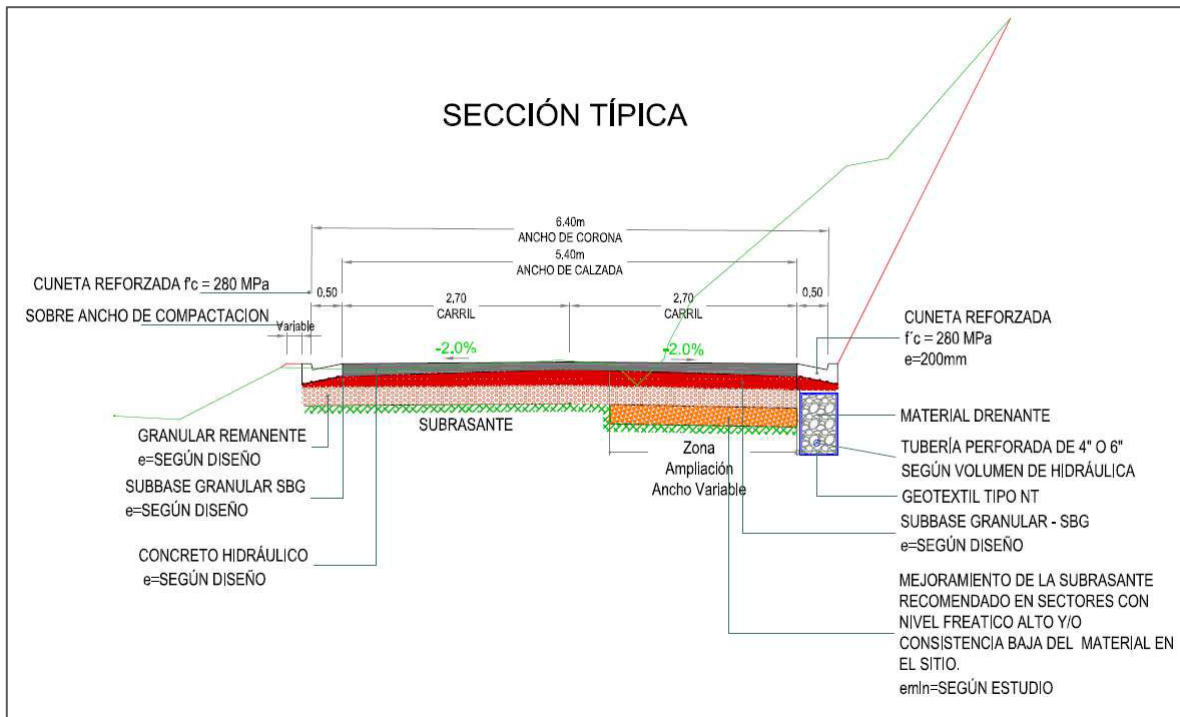 SECCIÓN TÍPICA
6.40m
ANCHO DE CORONA
5.40m
ANCHO DE CALZADA
CUNETA REFORZADA f'c = 280 MPa
0,50
2,70
CARRIL
2,70
CARRIL
0,50
SOBRE ANCHO DE COMPACTACION
Variable
-2.0%
-2.0%
CUNETA REFORZADA
f´c = 280 MPa
e=200mm
GRANULAR REMANENTE
e=SEGÚN DISEÑO
SUBBASE GRANULAR SBG
e=SEGÚN DISEÑO
CONCRETO HIDRÁULICO
e=SEGÚN DISEÑO
SUBRASANTE
Zona
Ampliación
Ancho Variable
MATERIAL DRENANTE
TUBERÍA PERFORADA DE 4" O 6"
SEGÚN VOLUMEN DE HIDRÁULICA
GEOTEXTIL TIPO NT
SUBBASE GRANULAR - SBG
e=SEGÚN DISEÑO
MEJORAMIENTO DE LA SUBRASANTE
RECOMENDADO EN SECTORES CON
NIVEL FREATICO ALTO Y/O
CONSISTENCIA BAJA DEL MATERIAL EN
EL SITIO.
emin=SEGÚN ESTUDIO